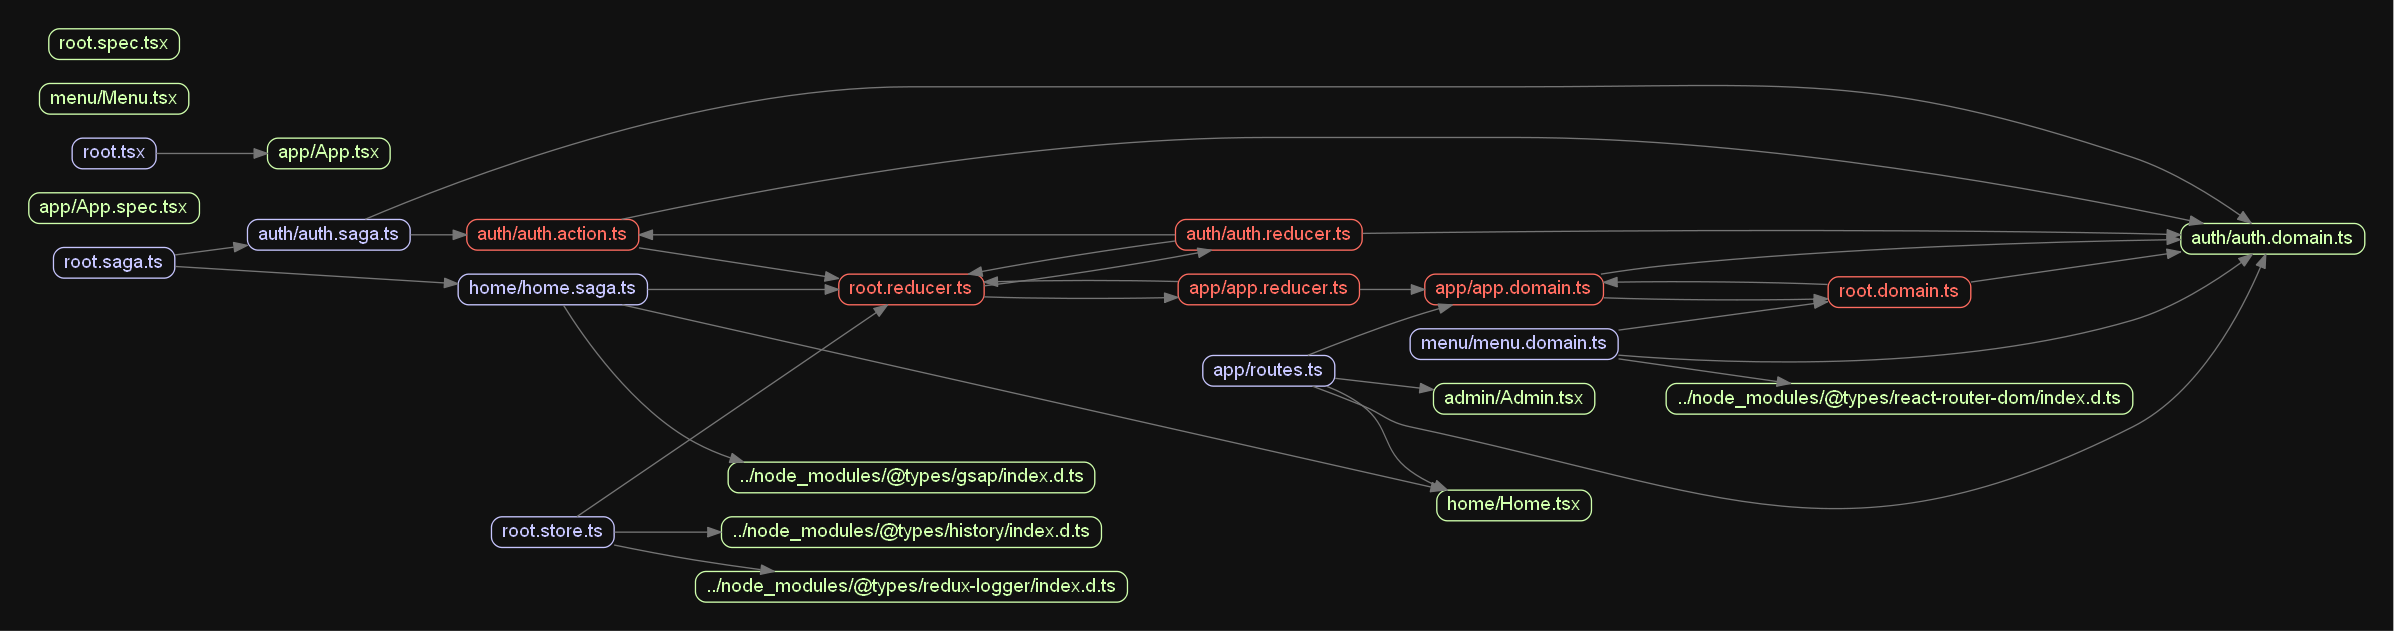 root.spec.tsx
menu/Menu.tsx
root.tsx
app/App.tsx
app/App.spec.tsx
root.saga.ts
auth/auth.saga.ts
auth/auth.action.ts
home/home.saga.ts
root.reducer.ts
auth/auth.reducer.ts
app/app.reducer.ts
app/app.domain.ts
root.domain.ts
auth/auth.domain.ts
menu/menu.domain.ts
app/routes.ts
admin/Admin.tsx
../node_modules/@types/react-router-dom/index.d.ts
../node_modules/@types/gsap/index.d.ts
home/Home.tsx
root.store.ts
../node_modules/@types/history/index.d.ts
../node_modules/@types/redux-logger/index.d.ts